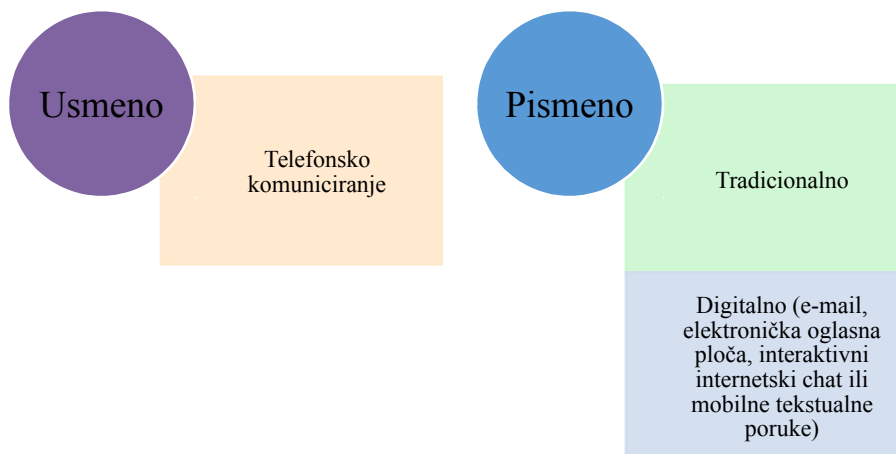 Usmeno
Telefonsko
komuniciranje
Pismeno
Tradicionalno
Digitalno (e-mail,
elektronička oglasna
ploča, interaktivni
internetski chat ili
mobilne tekstualne
poruke)